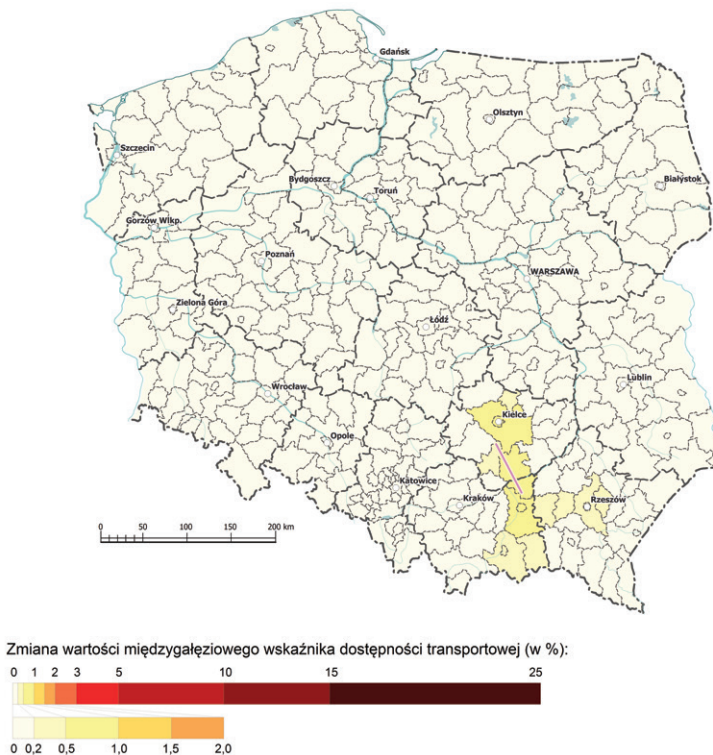 Gdańsk
Olsztyn
Szczecin
Białystok
Bydgoszcz
Toruń
Gorzów Wlkp.
Poznań
WARSZAWA
Zielona Góra
Łódź
Lublin
Wrocław
Kielce
Opole
Katowice
Kraków
Rzeszów
0 50 100 150 200 km
Zmiana wartości międzygałęziowego wskaźnika dostępności transportowej (w %):
0 1 2 3 5 10 15 25
0 0,2 0,5 1,0 1,5 2,0